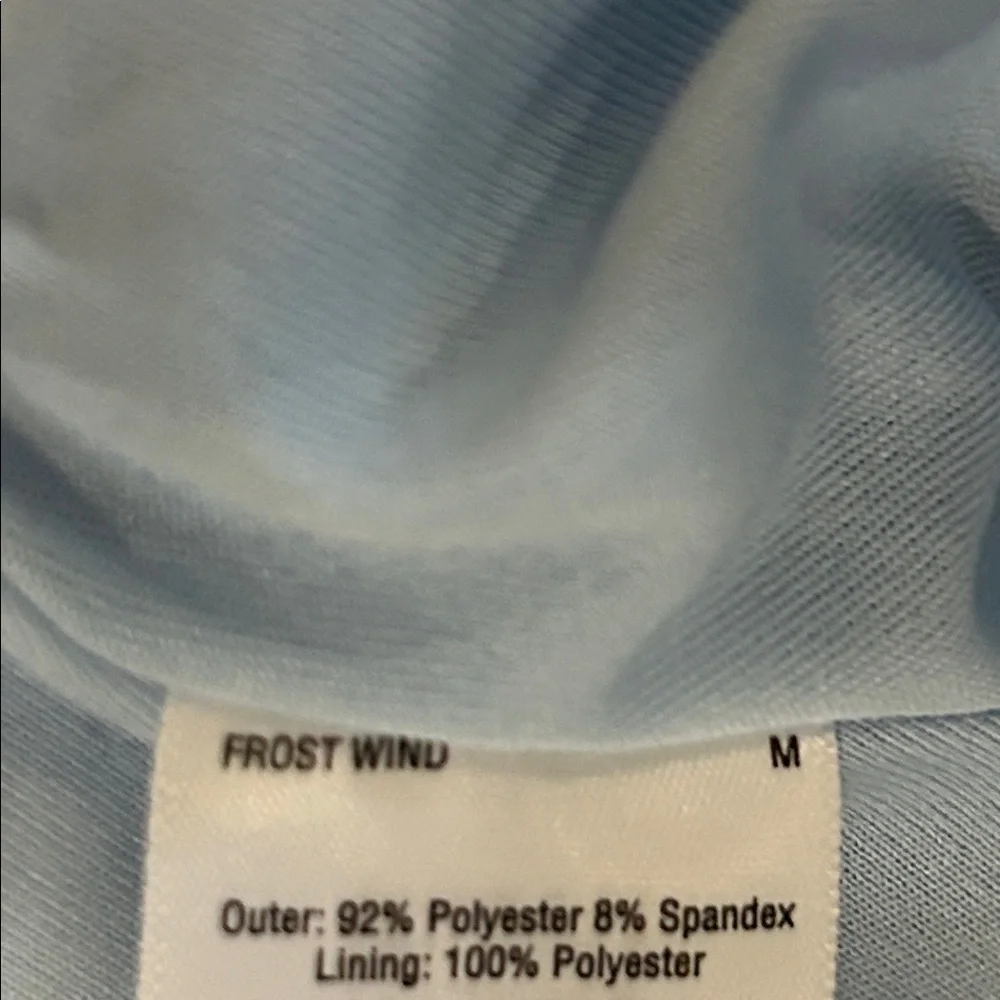 FROST WIND M
Outer: 92% Polyester 8% Spandex
Lining: 100% Polyester